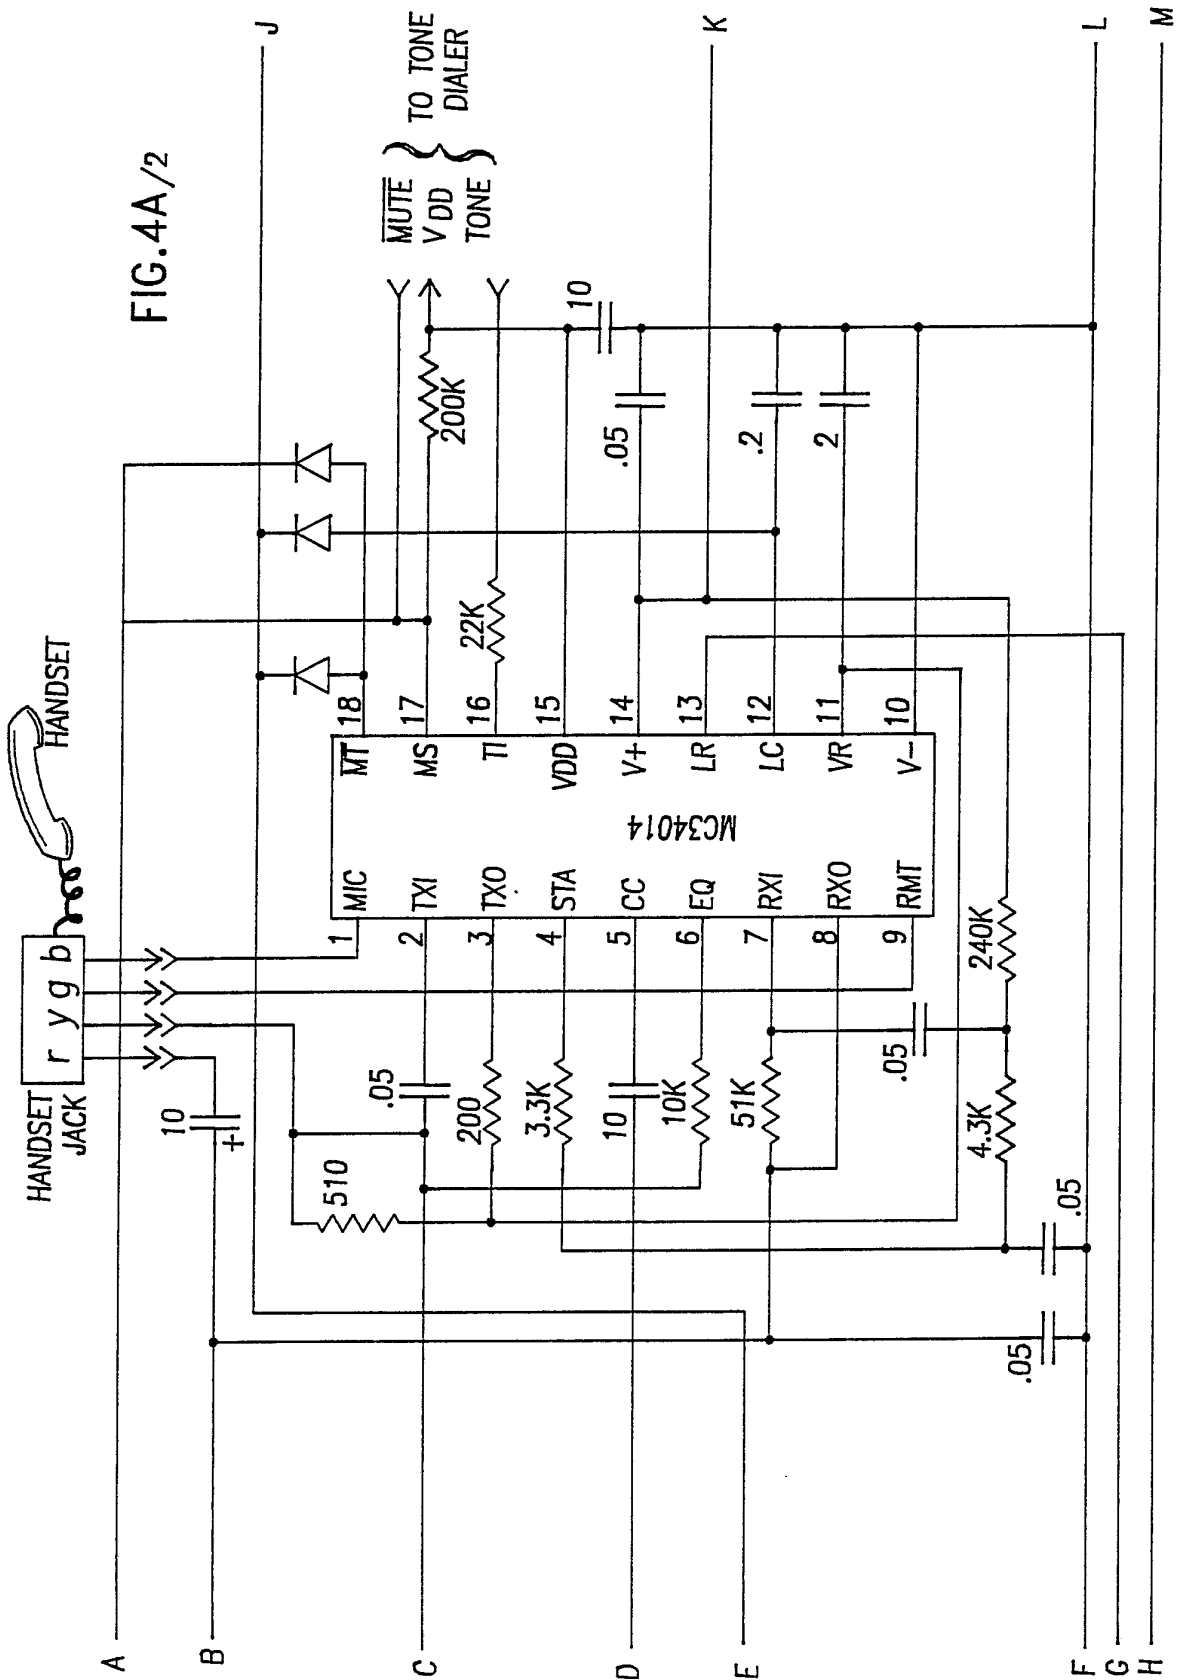 FIG.4A/2
HANDSET
JACK
r y g b
HANDSET
A
B
C
D
E
F
G
H
J
K
L
M
MUTE
VDD
TONE
TO TONE
DIALER
10
+
510
.05
200
3.3K
10
10K
51K
.05
4.3K
240K
.05
.05
1 MIC
2 TXI
3 TXO
4 STA
5 CC
6 EQ
7 RXI
8 RXO
9 RMT
MC34014
MT 18
MS 17
TI 16
VDD 15
V+ 14
LR 13
LC 12
VR 11
V- 10
22K
200K
10
.05
.2
2